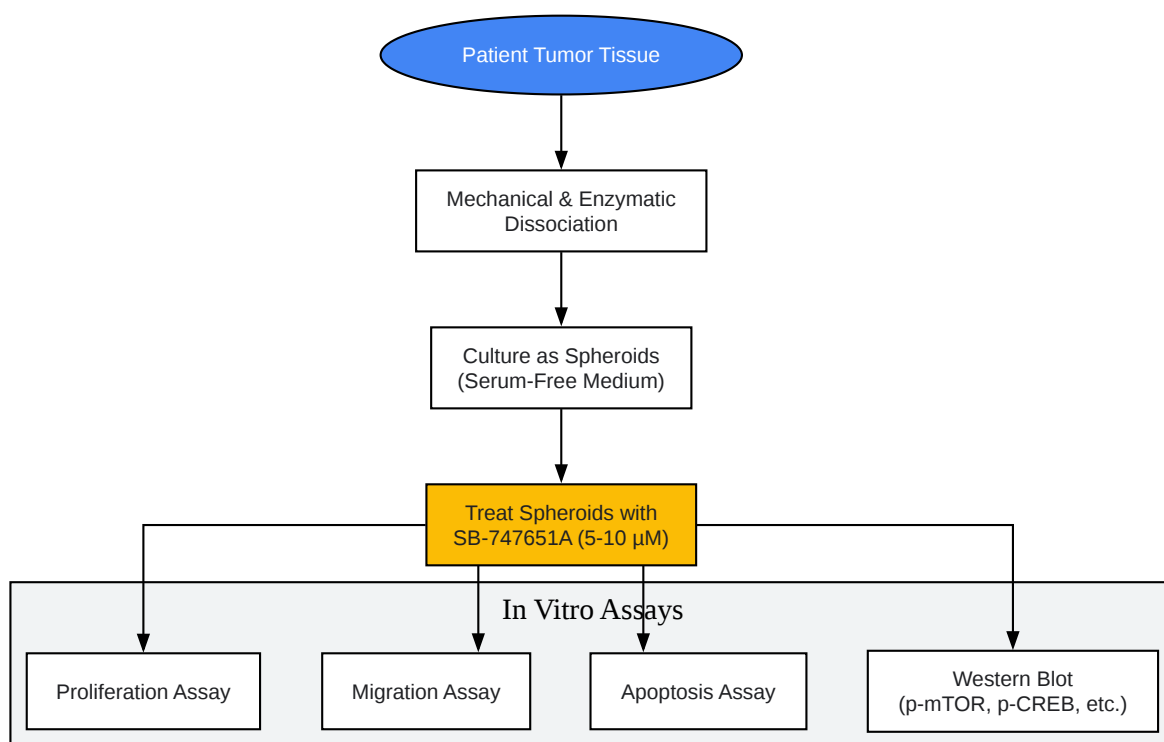 Patient Tumor Tissue
Mechanical & Enzymatic
Dissociation
Culture as Spheroids
(Serum-Free Medium)
Treat Spheroids with
SB-747651A (5-10 µM)
In Vitro Assays
Proliferation Assay
Migration Assay
Apoptosis Assay
Western Blot
(p-mTOR, p-CREB, etc.)